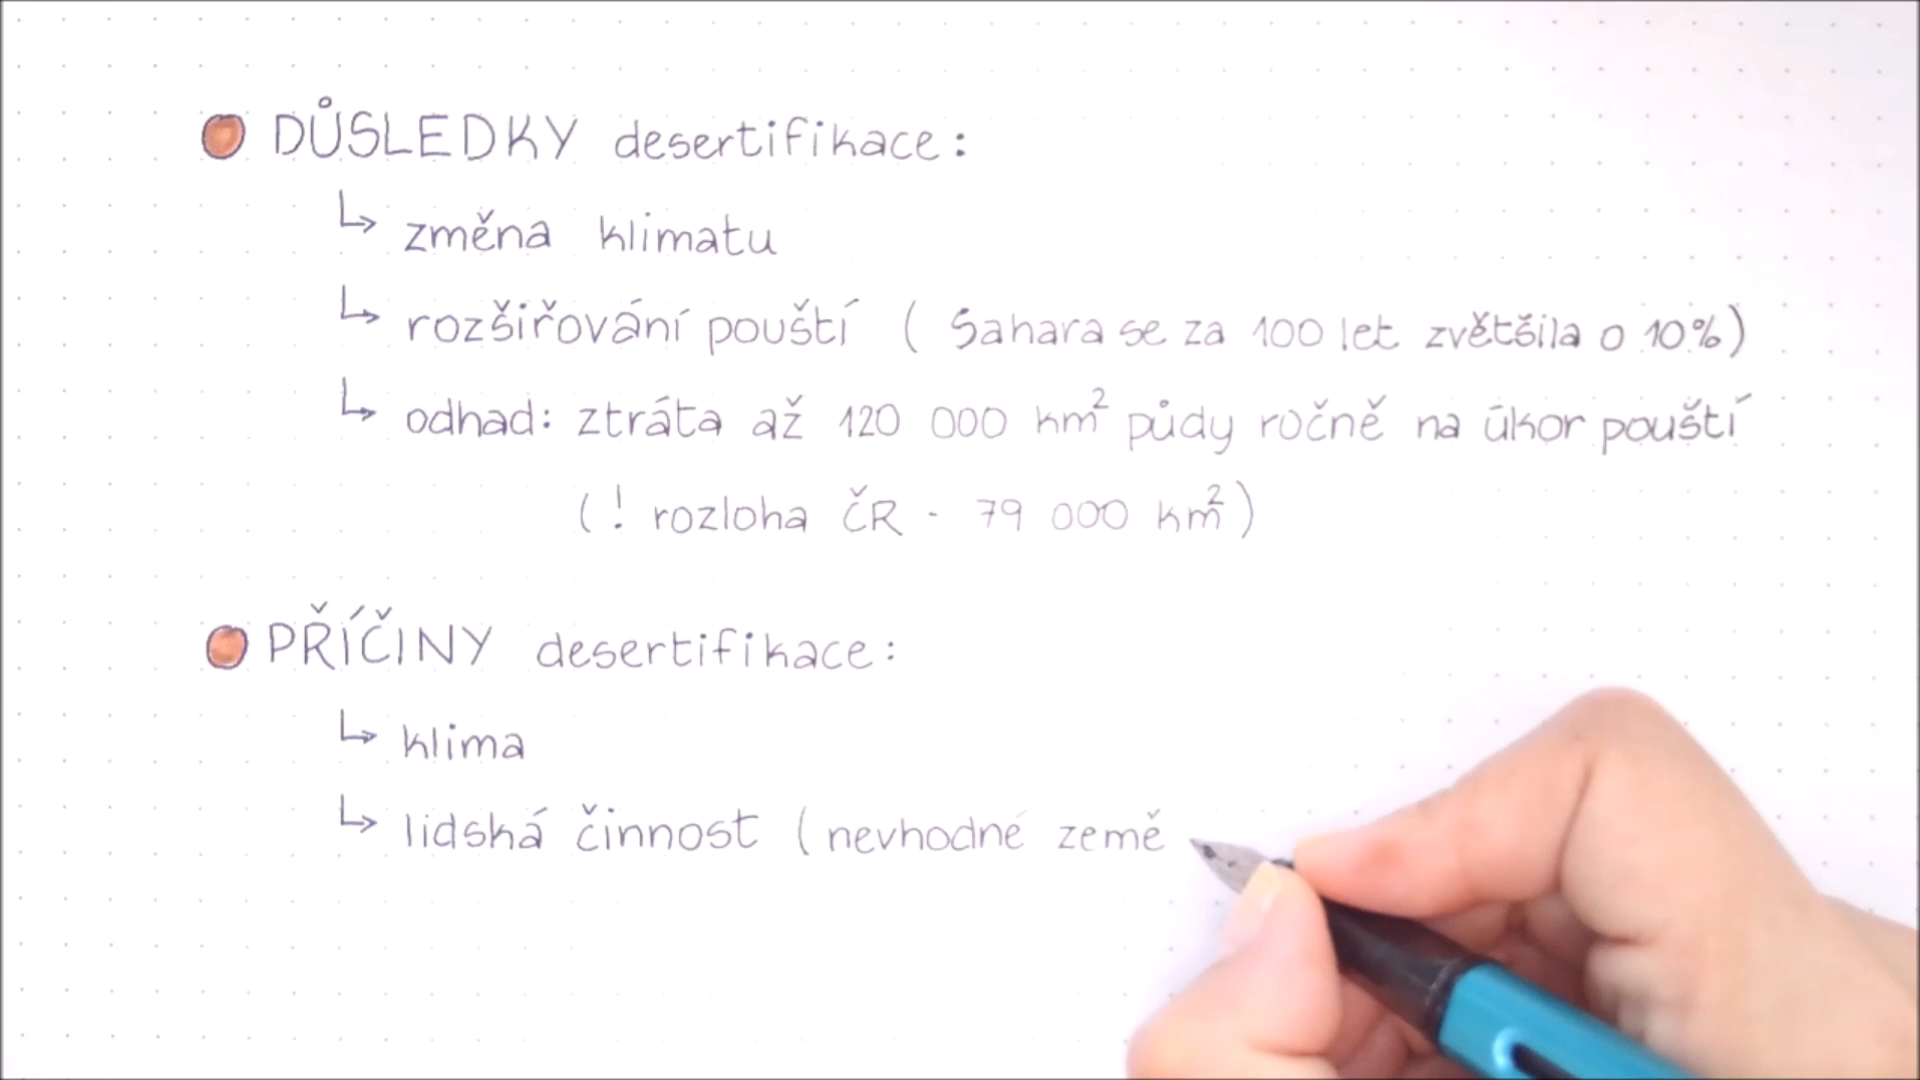 DŮSLEDKY desertifikace:
změna klimatu
rozšiřování pouští ( Sahara se za 100 let zvětšila o 10%)
odhad: ztráta až 120 000 km² půdy ročně na úkor pouští
(! rozloha ČR - 79 000 km²)
PŘÍČINY desertifikace:
klima
lidská činnost (nevhodné země